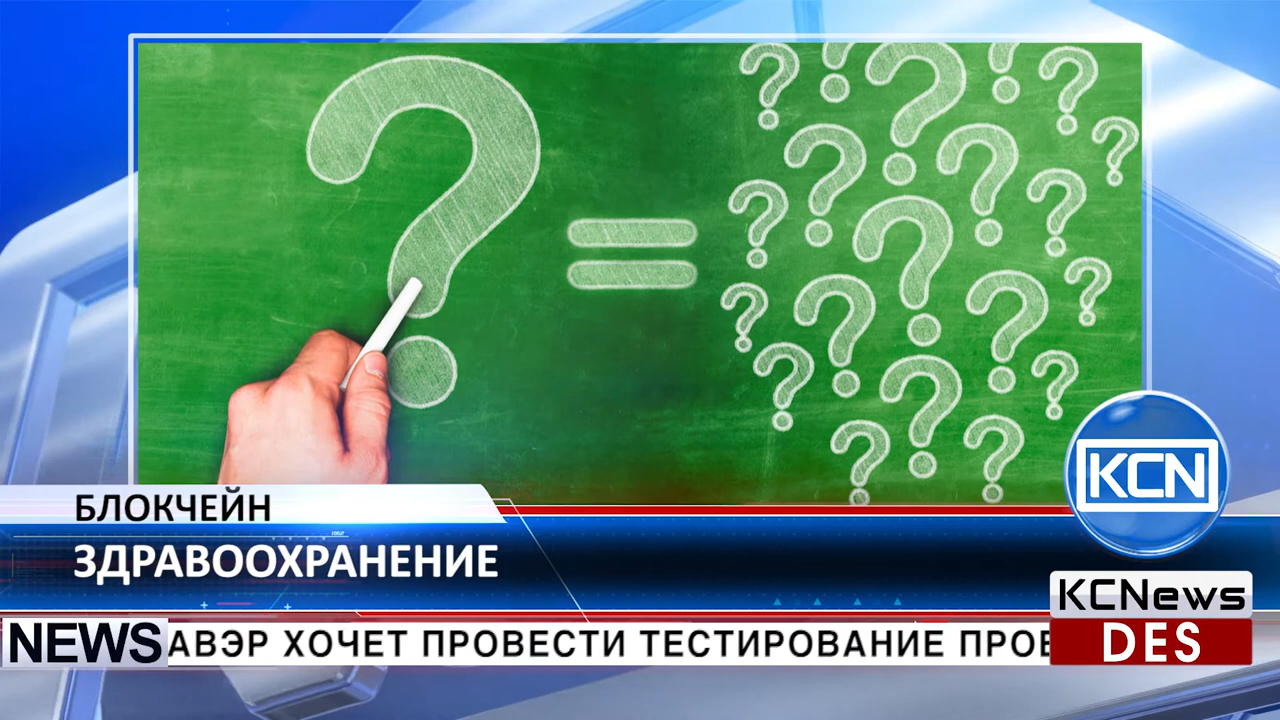 ? = ? ? ? ? ? ? ? ? ? ? ? ? ? ? ? ? ? ? ? ? ? ?
KCN
БЛОКЧЕЙН
ЗДРАВООХРАНЕНИЕ
KCNews
DES
NEWS АВЭР ХОЧЕТ ПРОВЕСТИ ТЕСТИРОВАНИЕ ПРОВ